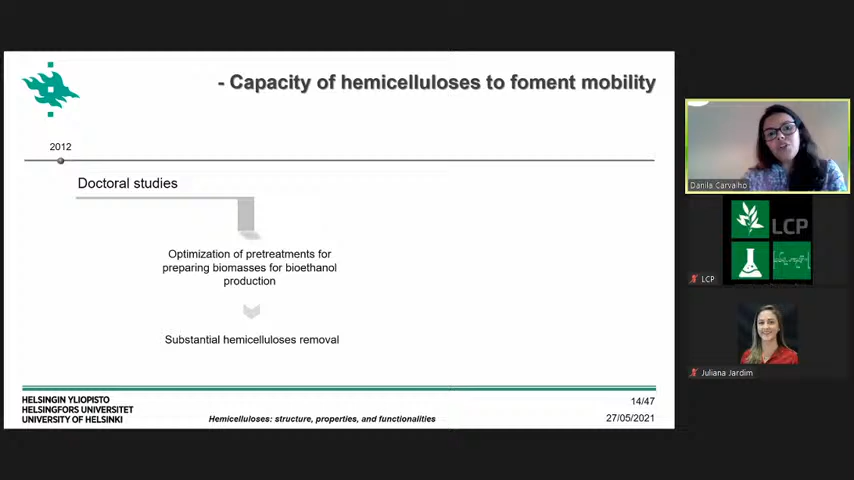 - Capacity of hemicelluloses to foment mobility
2012
Doctoral studies
Optimization of pretreatments for
preparing biomasses for bioethanol
production
Substantial hemicelluloses removal
HELSINGIN YLIOPISTO
HELSINGFORS UNIVERSITET
UNIVERSITY OF HELSINKI
Hemicelluloses: structure, properties, and functionalities
14/47
27/05/2021
Danila Carvalho
LCP
LCP
Juliana Jardim